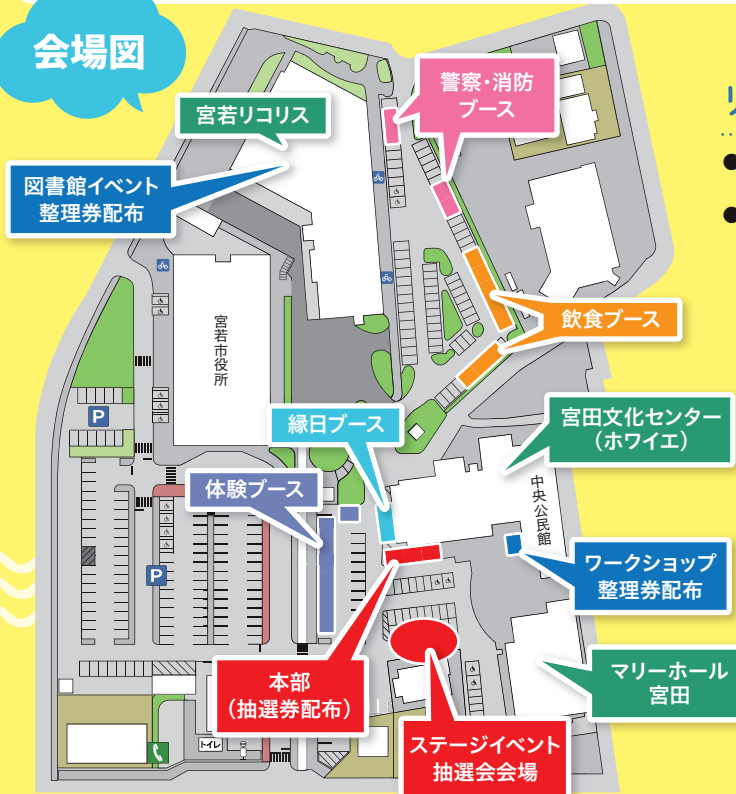 会場図
警察・消防
ブース
宮若リコリス
図書館イベント
整理券配布
リ
宮若市役所
飲食ブース
縁日ブース
宮田文化センター
（ホワイエ）
中央公民館
体験ブース
P
P
ワークショップ
整理券配布
本部
（抽選券配布）
マリーホール
宮田
ステージイベント
抽選会会場
トイレ